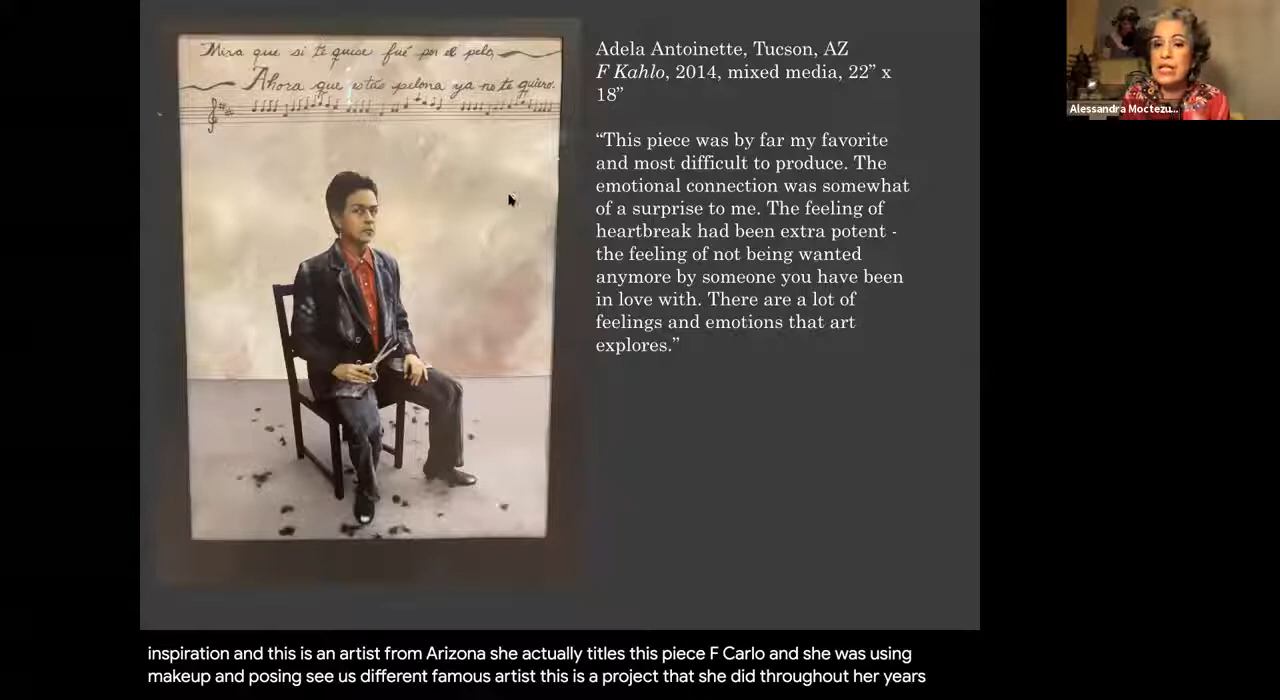 Mira que si te quise fué por el pelo,
Ahora que estás pelona ya no te quiero.
Adela Antoinette, Tucson, AZ
F Kahlo, 2014, mixed media, 22” x
18”
“This piece was by far my favorite
and most difficult to produce. The
emotional connection was somewhat
of a surprise to me. The feeling of
heartbreak had been extra potent -
the feeling of not being wanted
anymore by someone you have been
in love with. There are a lot of
feelings and emotions that art
explores.”
Alessandra Moctezu...
inspiration and this is an artist from Arizona she actually titles this piece F Carlo and she was using
makeup and posing see us different famous artist this is a project that she did throughout her years